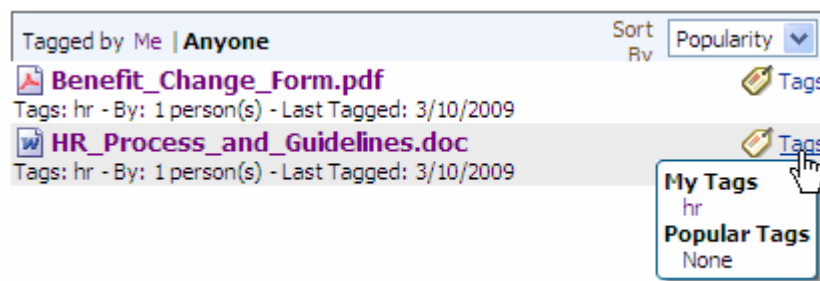 Tagged by Me | Anyone
Sort By
Popularity
Benefit_Change_Form.pdf
Tags
Tags: hr - By: 1 person(s) - Last Tagged: 3/10/2009
HR_Process_and_Guidelines.doc
Tags
Tags: hr - By: 1 person(s) - Last Tagged: 3/10/2009
My Tags
hr
Popular Tags
None